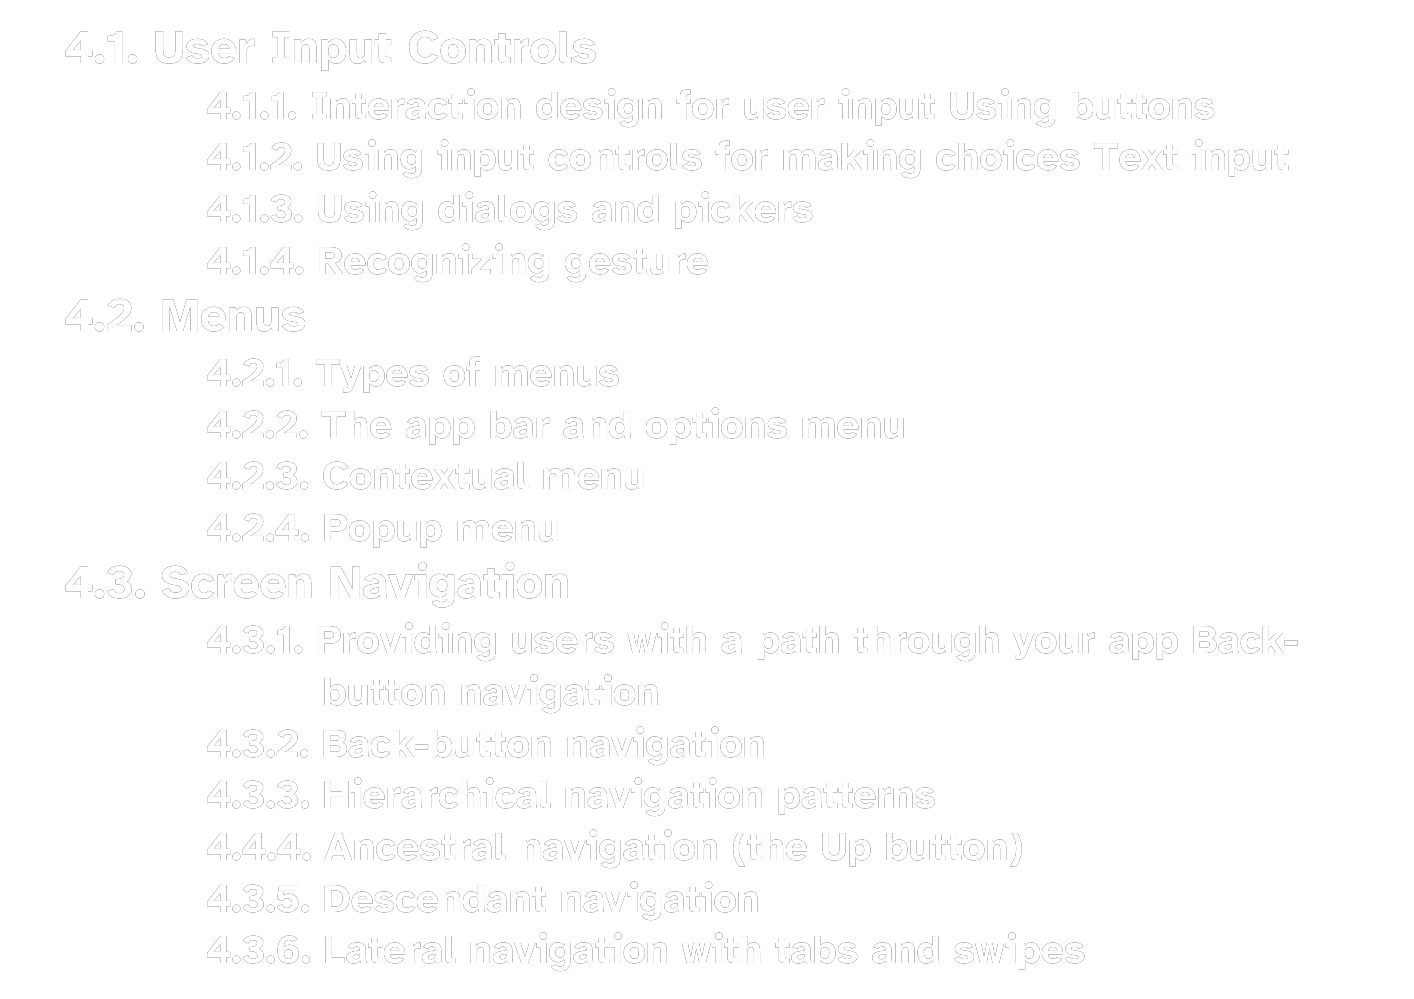 4.1. User Input Controls
4.1.1. Interaction design for user input Using buttons
4.1.2. Using input controls for making choices Text input
4.1.3. Using dialogs and pickers
4.1.4. Recognizing gesture
4.2. Menus
4.2.1. Types of menus
4.2.2. The app bar and options menu
4.2.3. Contextual menu
4.2.4. Popup menu
4.3. Screen Navigation
4.3.1. Providing users with a path through your app Back-
button navigation
4.3.2. Back-button navigation
4.3.3. Hierarchical navigation patterns
4.4.4. Ancestral navigation (the Up button)
4.3.5. Descendant navigation
4.3.6. Lateral navigation with tabs and swipes